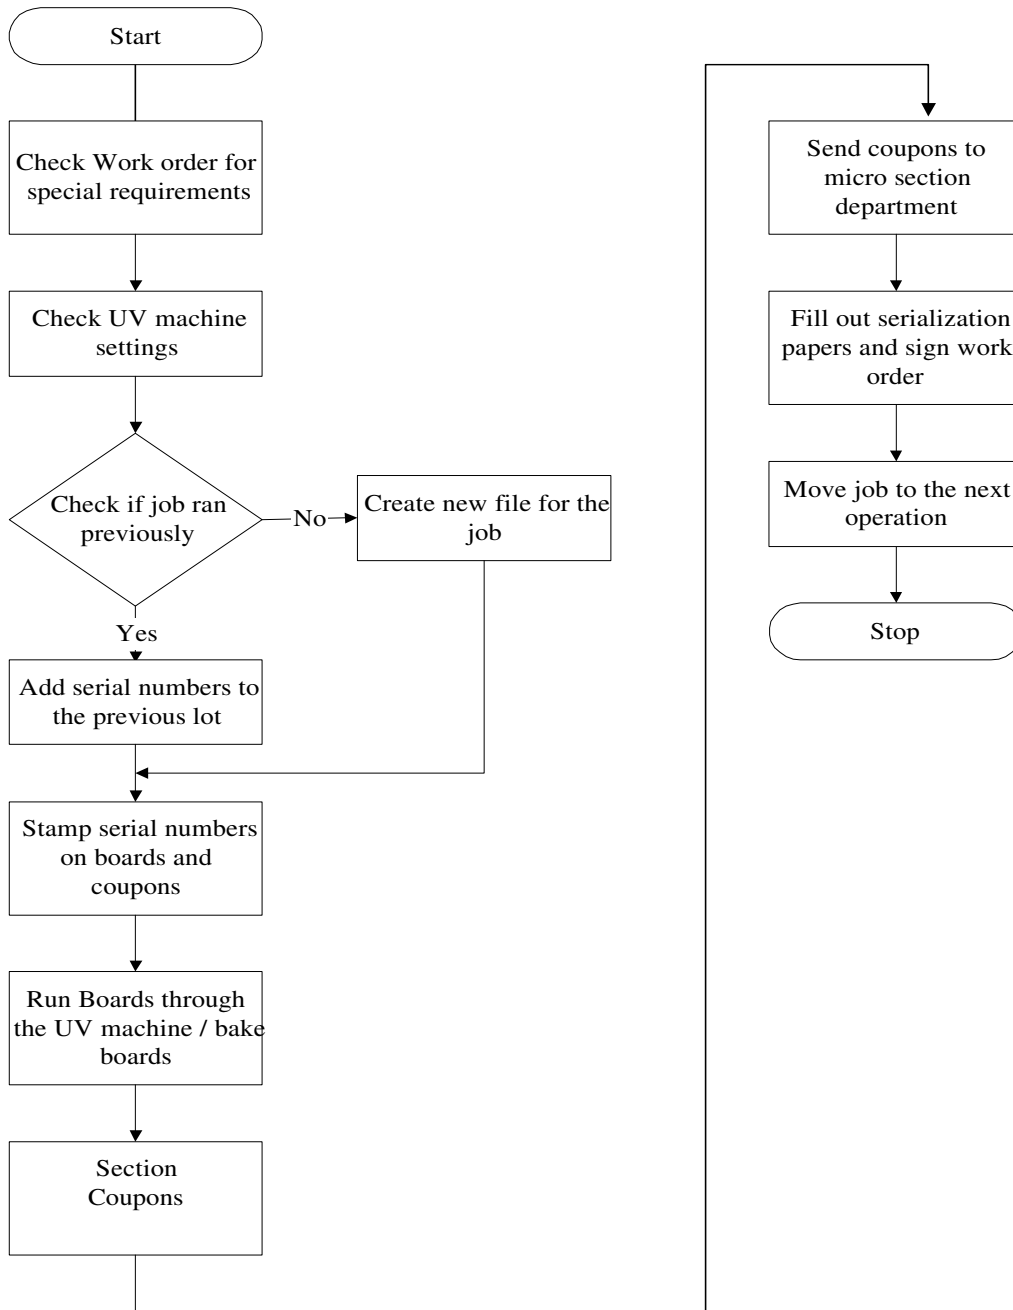 Start
Check Work order for
special requirements
Check UV machine
settings
Check if job ran
previously
No
Create new file for the
job
Yes
Add serial numbers to
the previous lot
Stamp serial numbers
on boards and
coupons
Run Boards through
the UV machine / bake
boards
Section
Coupons
Send coupons to
micro section
department
Fill out serialization
papers and sign work
order
Move job to the next
operation
Stop